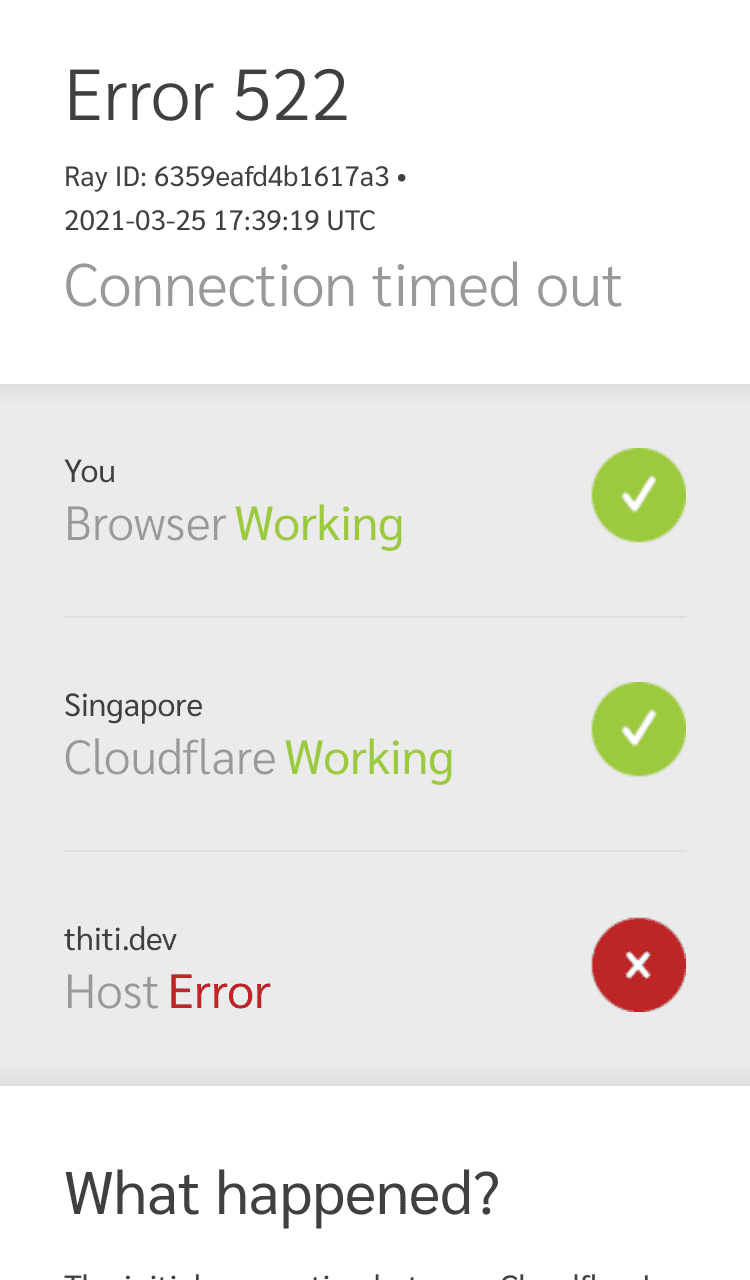 Error 522
Ray ID: 6359eafd4b1617a3 •
2021-03-25 17:39:19 UTC
Connection timed out
You
Browser Working
Singapore
Cloudflare Working
thiti.dev
Host Error
What happened?